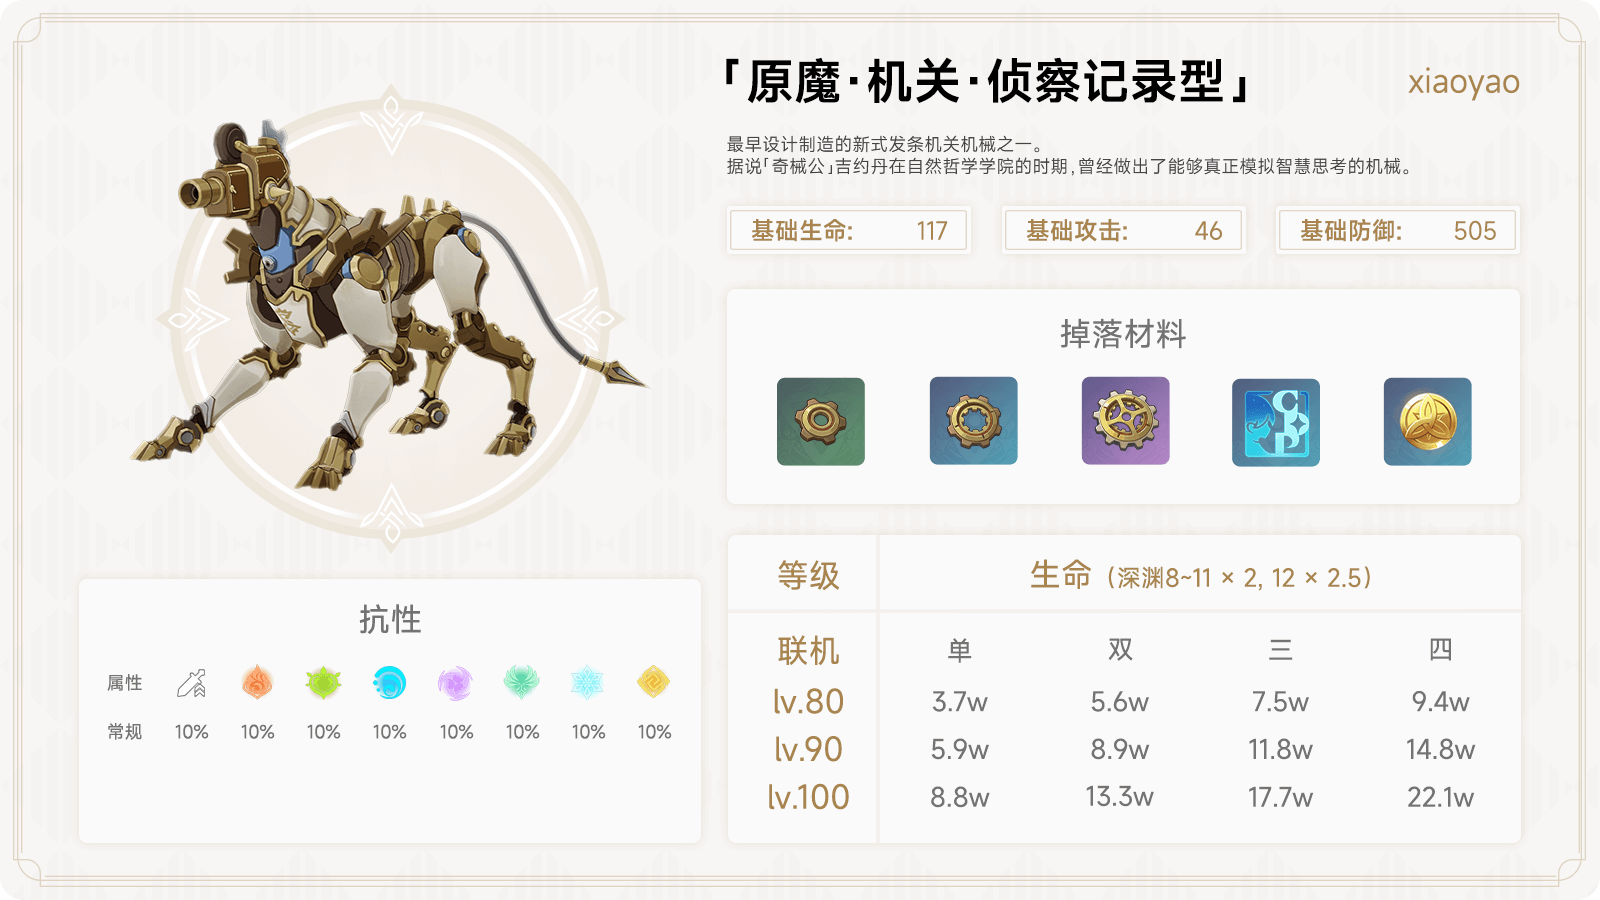 「原魔·机关·侦察记录型」
xiaoyao
最早设计制造的新式发条机关机械之一。
据说「奇械公」吉约丹在自然哲学学院的时期,曾经做出了能够真正模拟智慧思考的机械。
基础生命: 117
基础攻击: 46
基础防御: 505
掉落材料
COP
抗性
属性
常规 10% 10% 10% 10% 10% 10% 10% 10%
等级 生命 (深渊8~11 × 2, 12 × 2.5)
联机 单 双 三 四
lv.80 3.7w 5.6w 7.5w 9.4w
lv.90 5.9w 8.9w 11.8w 14.8w
lv.100 8.8w 13.3w 17.7w 22.1w